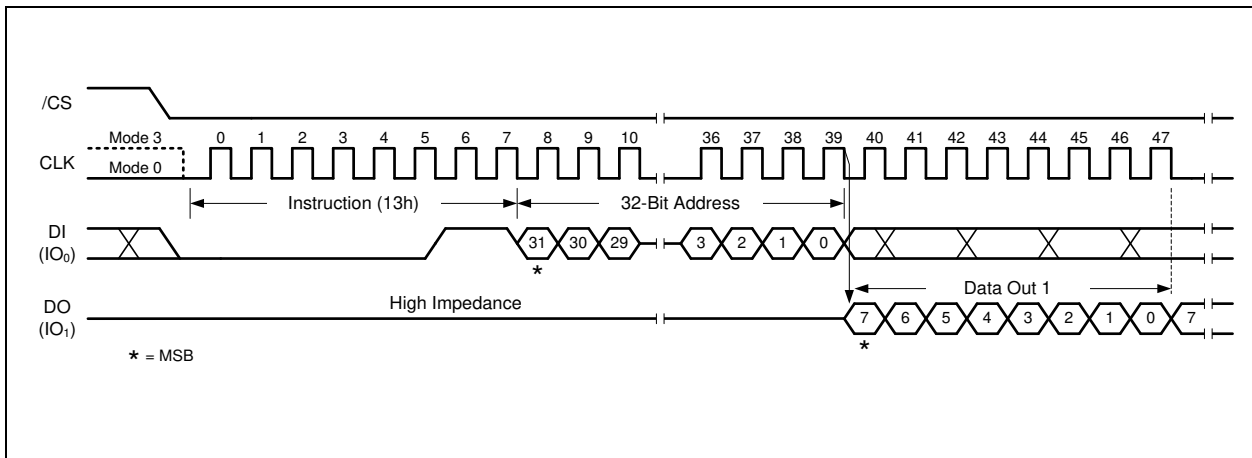 /CS
Mode 3 0 1 2 3 4 5 6 7 8 9 10 36 37 38 39 40 41 42 43 44 45 46 47
CLK
Mode 0
Instruction (13h) 32-Bit Address
DI
(IO₀)
31 30 29 3 2 1 0
*
High Impedance
Data Out 1
DO
(IO₁)
7 6 5 4 3 2 1 0 7
*
* = MSB